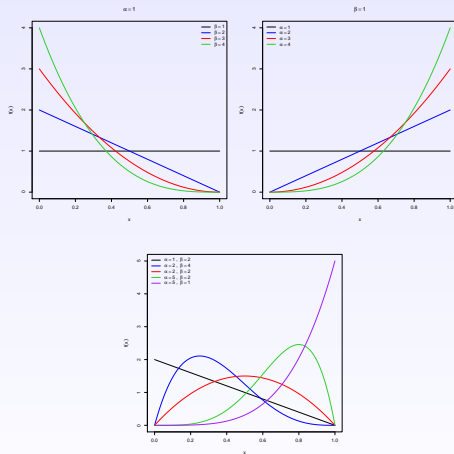 α=1
β=1
β=2
β=3
β=4
f(x)
0 1 2 3 4
0.0 0.2 0.4 0.6 0.8 1.0
x
β=1
α=1
α=2
α=3
α=4
f(x)
0 1 2 3 4
0.0 0.2 0.4 0.6 0.8 1.0
x
α=1, β=2
α=2, β=4
α=2, β=2
α=5, β=2
α=5, β=1
f(x)
0 1 2 3 4 5
0.0 0.2 0.4 0.6 0.8 1.0
x